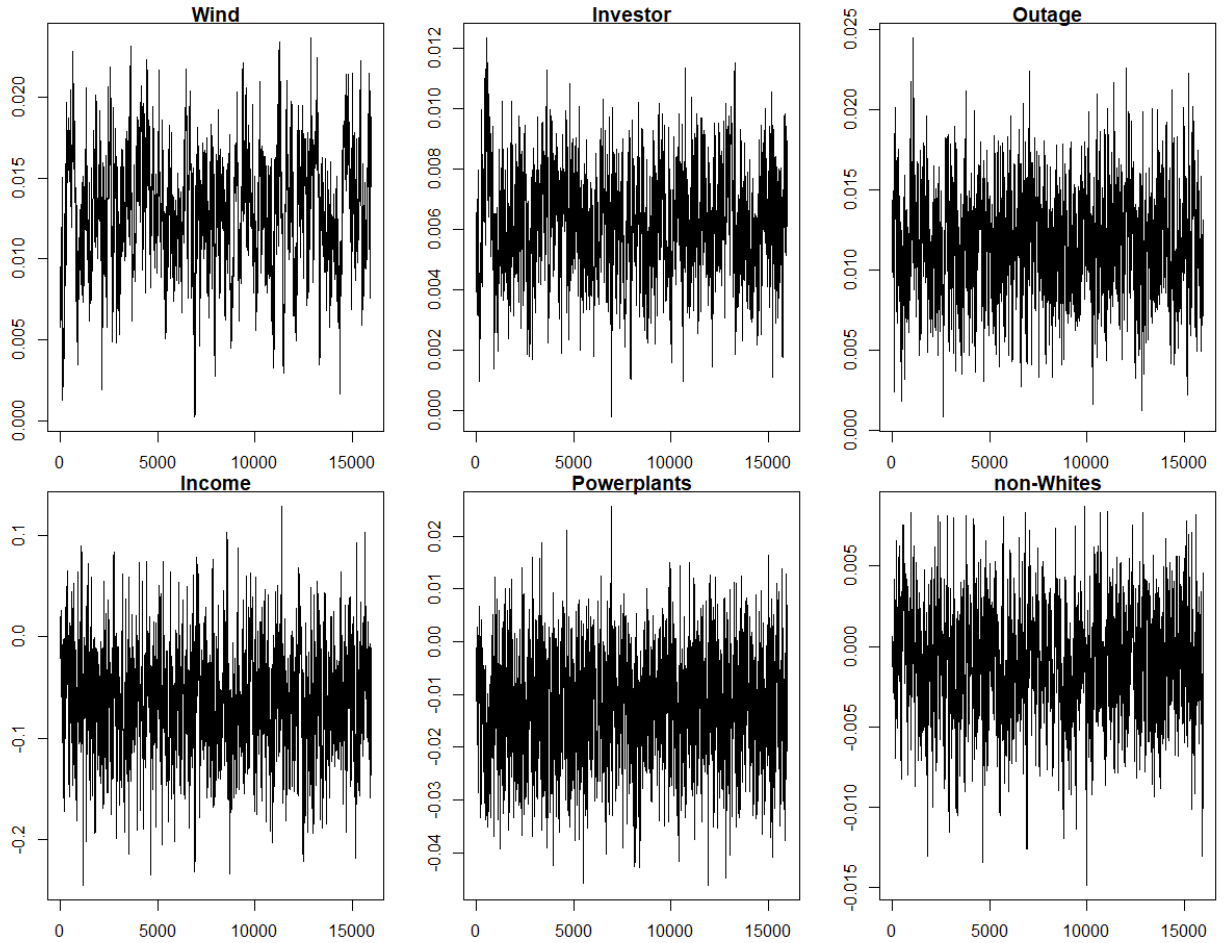 Wind
Investor
Outage
0.000 0.005 0.010 0.015 0.020
0.000 0.002 0.004 0.006 0.008 0.010 0.012
0.000 0.005 0.010 0.015 0.020 0.025
0 5000 10000 15000
0 5000 10000 15000
0 5000 10000 15000
Income
Powerplants
non-Whites
-0.2 -0.1 0.0 0.1
-0.04 -0.03 -0.02 -0.01 0.00 0.01 0.02
-0.015 -0.010 -0.005 0.000 0.005
0 5000 10000 15000
0 5000 10000 15000
0 5000 10000 15000